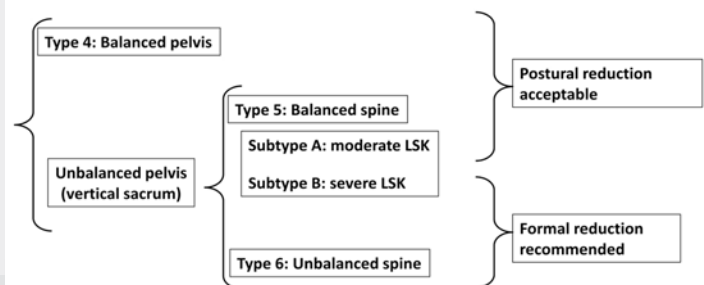 Type 4: Balanced pelvis
Postural reduction
acceptable
Type 5: Balanced spine
Subtype A: moderate LSK
Unbalanced pelvis
(vertical sacrum)
Subtype B: severe LSK
Formal reduction
recommended
Type 6: Unbalanced spine